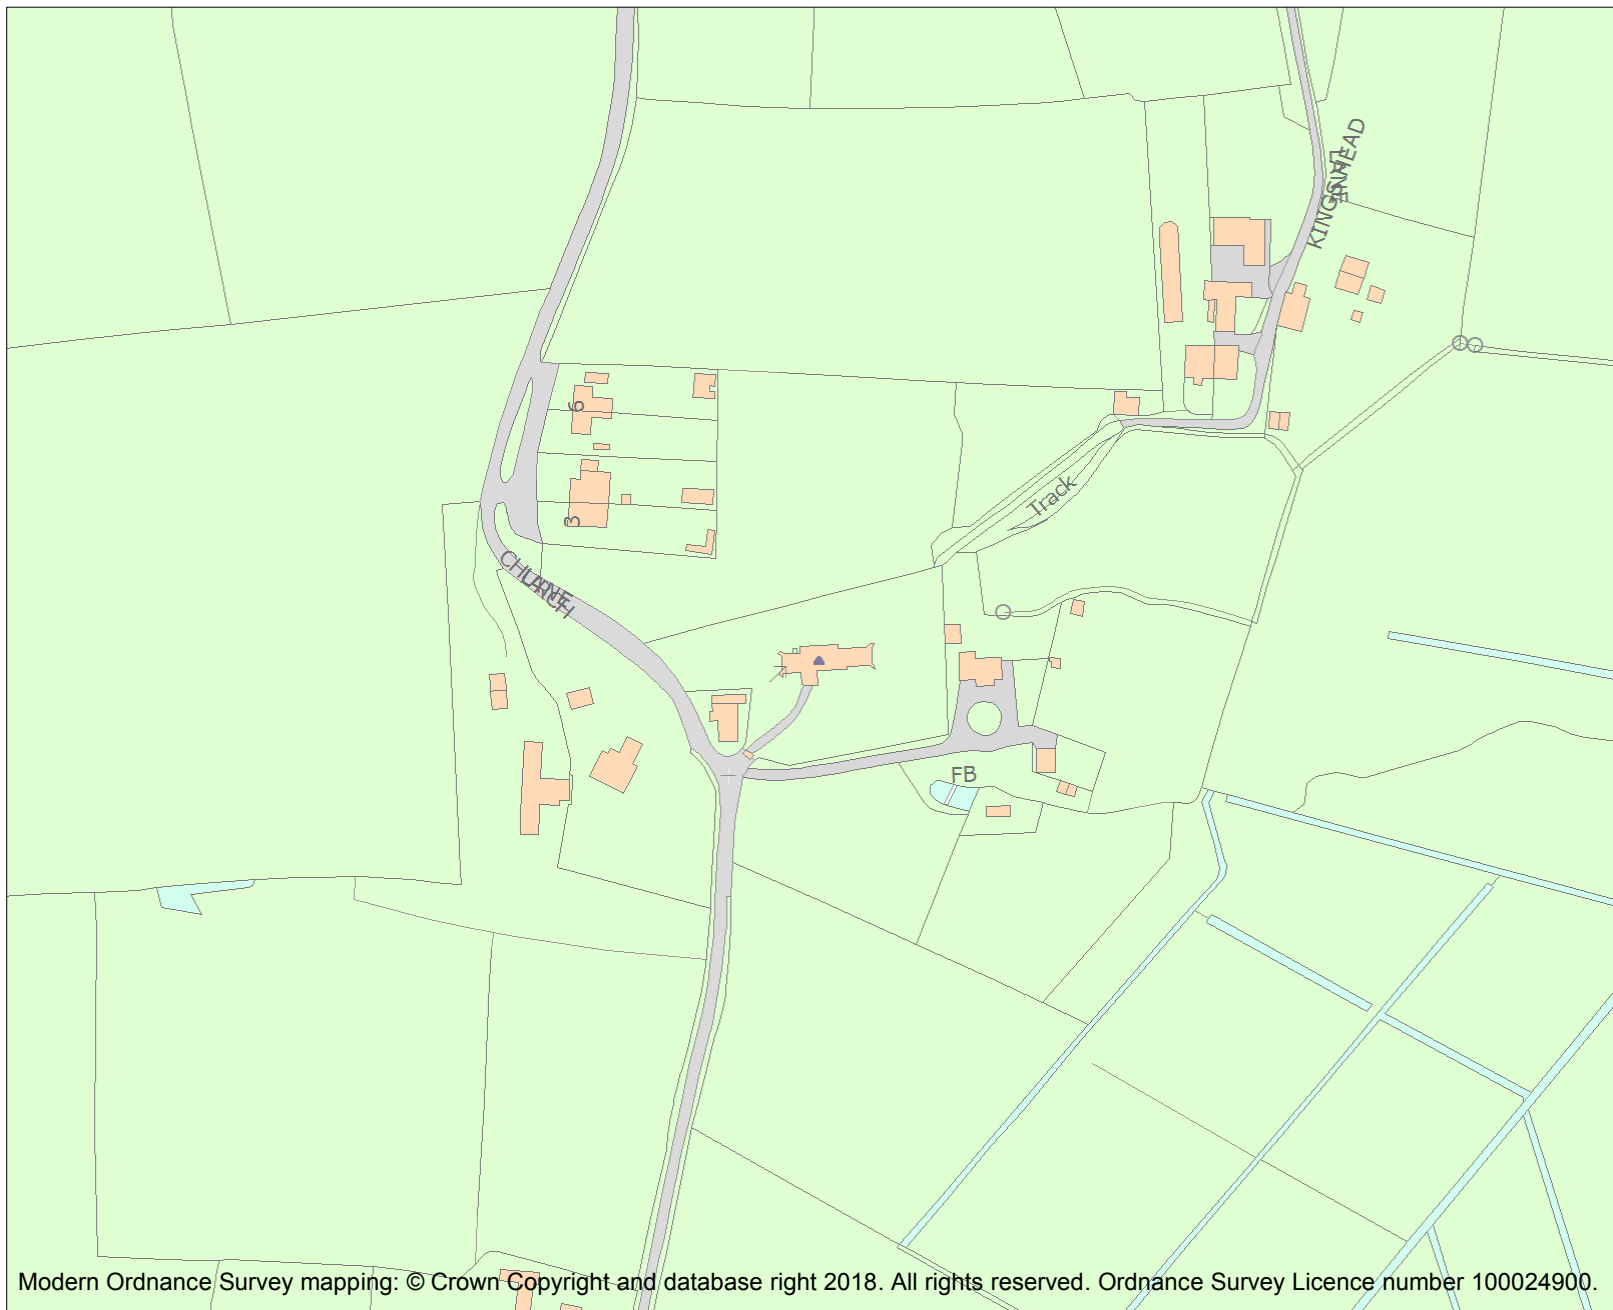 KINGSHEAD
LANE
6
3
Track
CHURCH
LANE
FB
Modern Ordnance Survey mapping: © Crown Copyright and database right 2018. All rights reserved. Ordnance Survey Licence number 100024900.